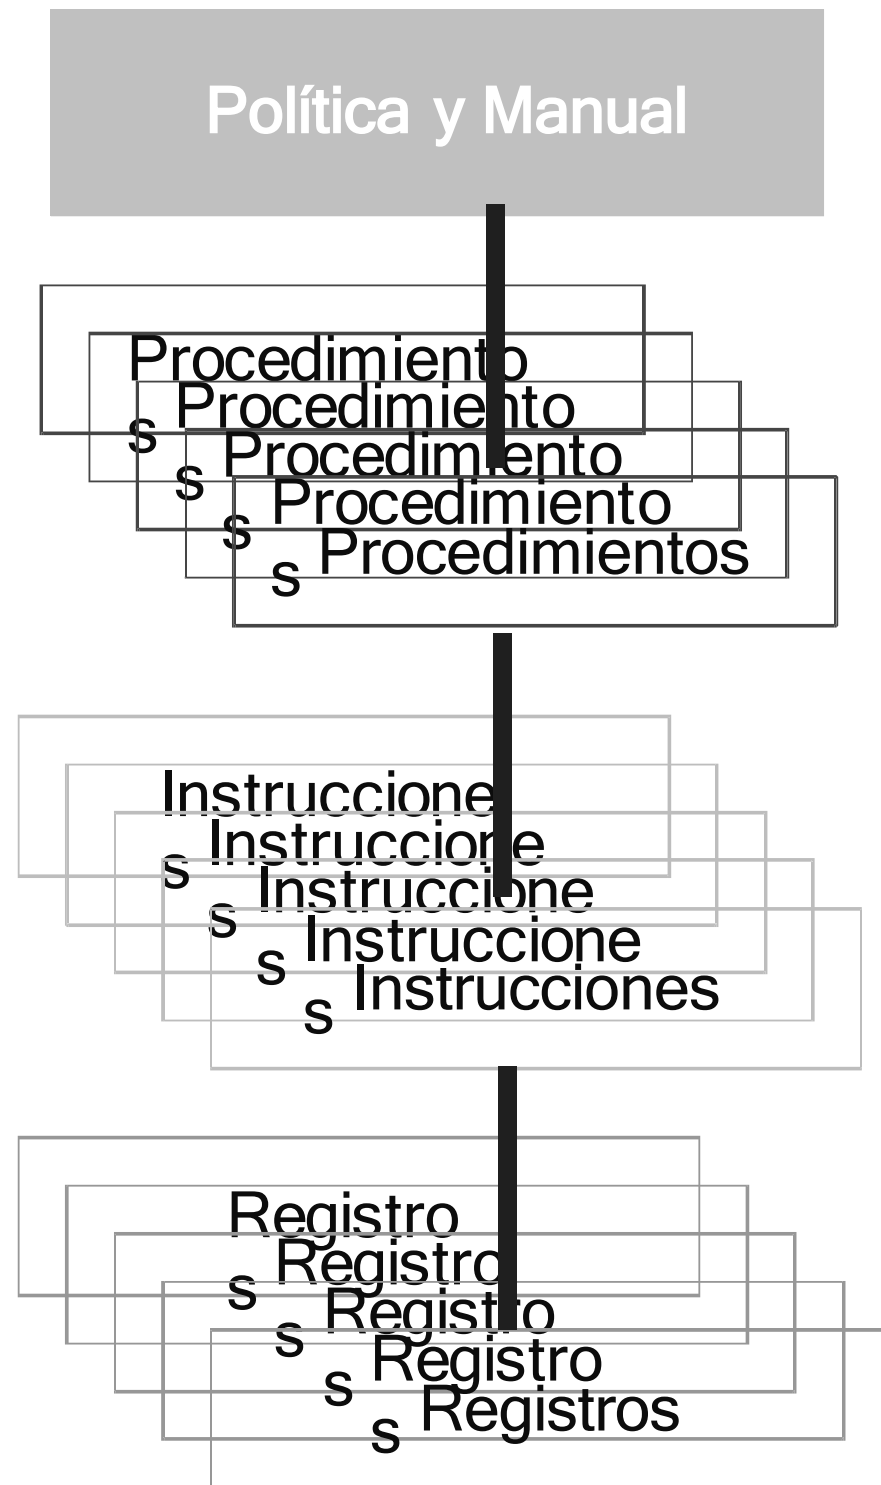 Política y Manual
Procedimiento
s
Procedimiento
s
Procedimiento
s
Procedimiento
s
Procedimientos
Instruccione
s
Instruccione
s
Instruccione
s
Instruccione
s
Instrucciones
Registro
s
Registro
s
Registro
s
Registro
s
Registros